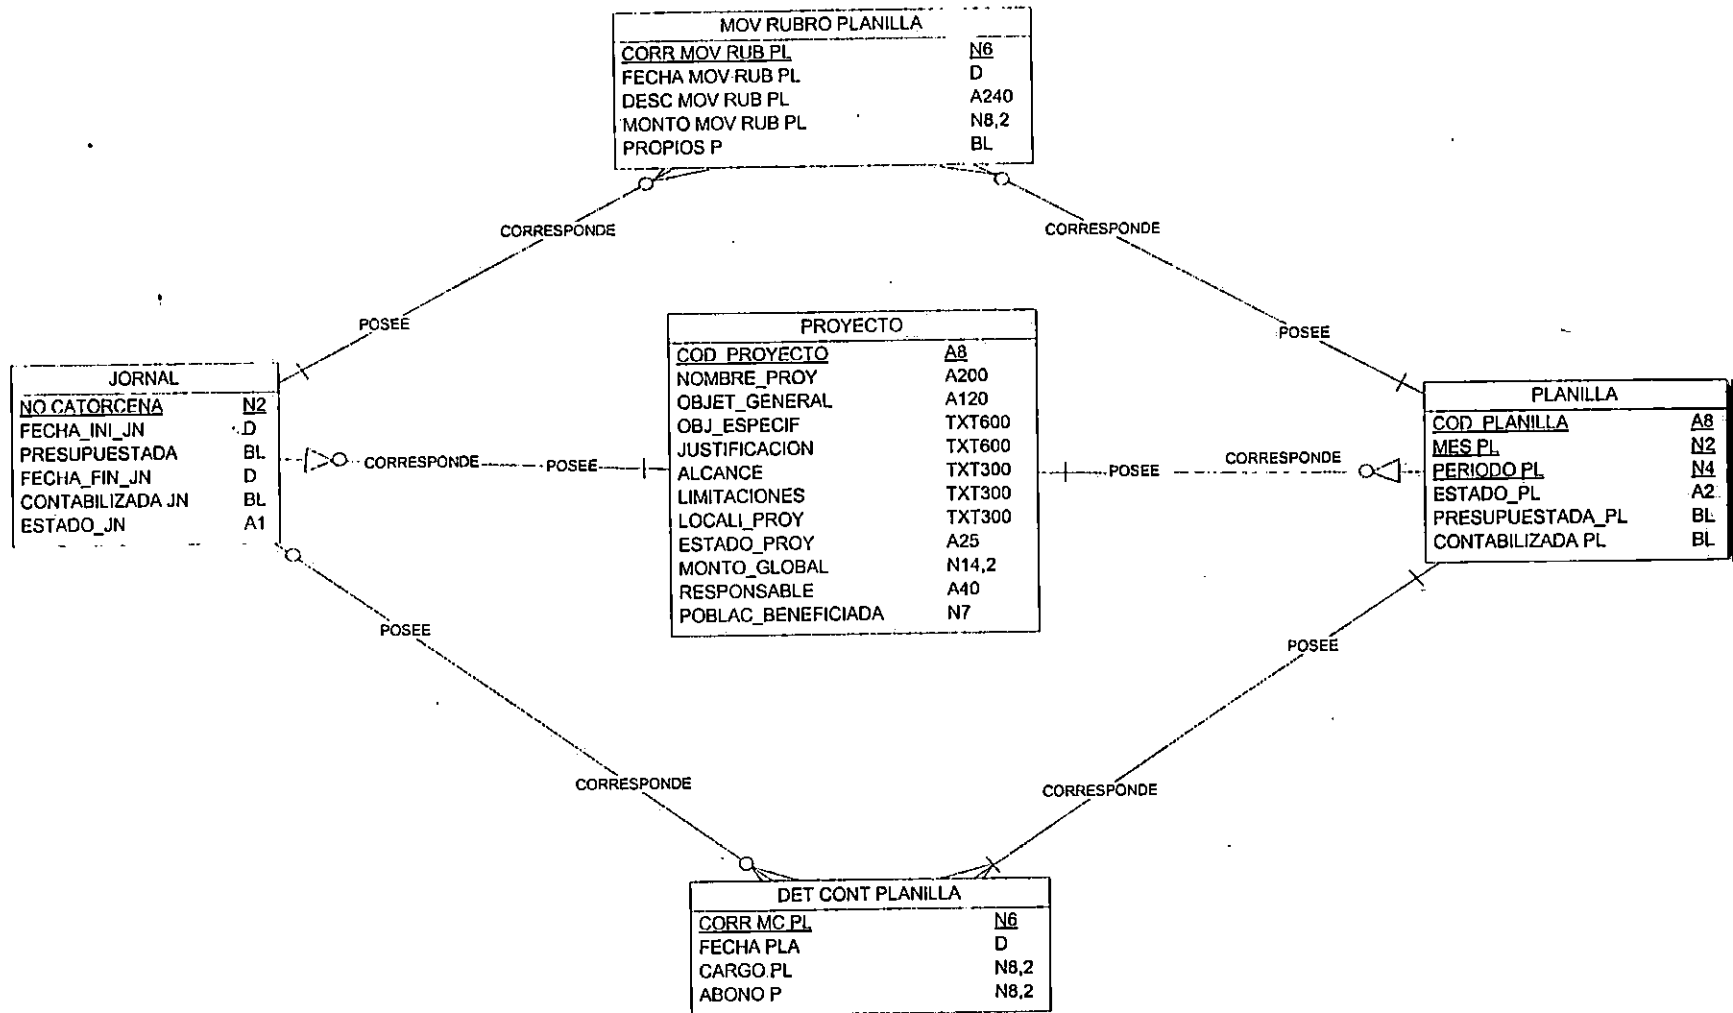 MOV RUBRO PLANILLA
CORR MOV RUB PL N6
FECHA MOV RUB PL D
DESC MOV RUB PL A240
MONTO MOV RUB PL N8,2
PROPIOS P BL
CORRESPONDE
CORRESPONDE
POSEE
POSEE
JORNAL
NO CATORCENA N2
FECHA_INI_JN D
PRESUPUESTADA BL
FECHA_FIN_JN D
CONTABILIZADA JN BL
ESTADO_JN A1
CORRESPONDE
POSEE
PROYECTO
COD PROYECTO A8
NOMBRE_PROY A200
OBJET_GENERAL A120
OBJ_ESPECIF TXT600
JUSTIFICACION TXT600
ALCANCE TXT300
LIMITACIONES TXT300
LOCALI_PROY TXT300
ESTADO_PROY A25
MONTO_GLOBAL N14,2
RESPONSABLE A40
POBLAC_BENEFICIADA N7
POSEE
CORRESPONDE
PLANILLA
COD PLANILLA A8
MES PL N2
PERIODO PL N4
ESTADO_PL A2
PRESUPUESTADA_PL BL
CONTABILIZADA PL BL
POSEE
POSEE
CORRESPONDE
CORRESPONDE
DET CONT PLANILLA
CORR MC PL N6
FECHA PLA D
CARGO PL N8,2
ABONO P N8,2